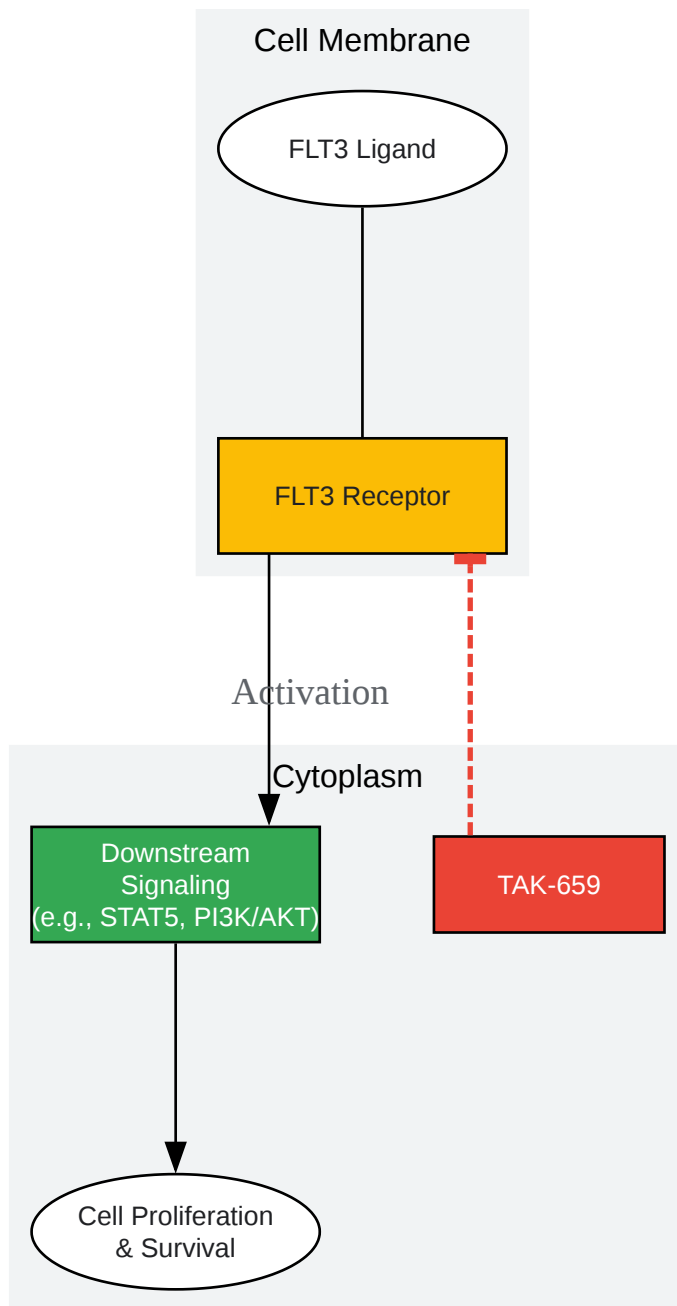 Cell Membrane
FLT3 Ligand
FLT3 Receptor
Activation
Cytoplasm
Downstream
Signaling
(e.g., STAT5, PI3K/AKT)
TAK-659
Cell Proliferation
& Survival